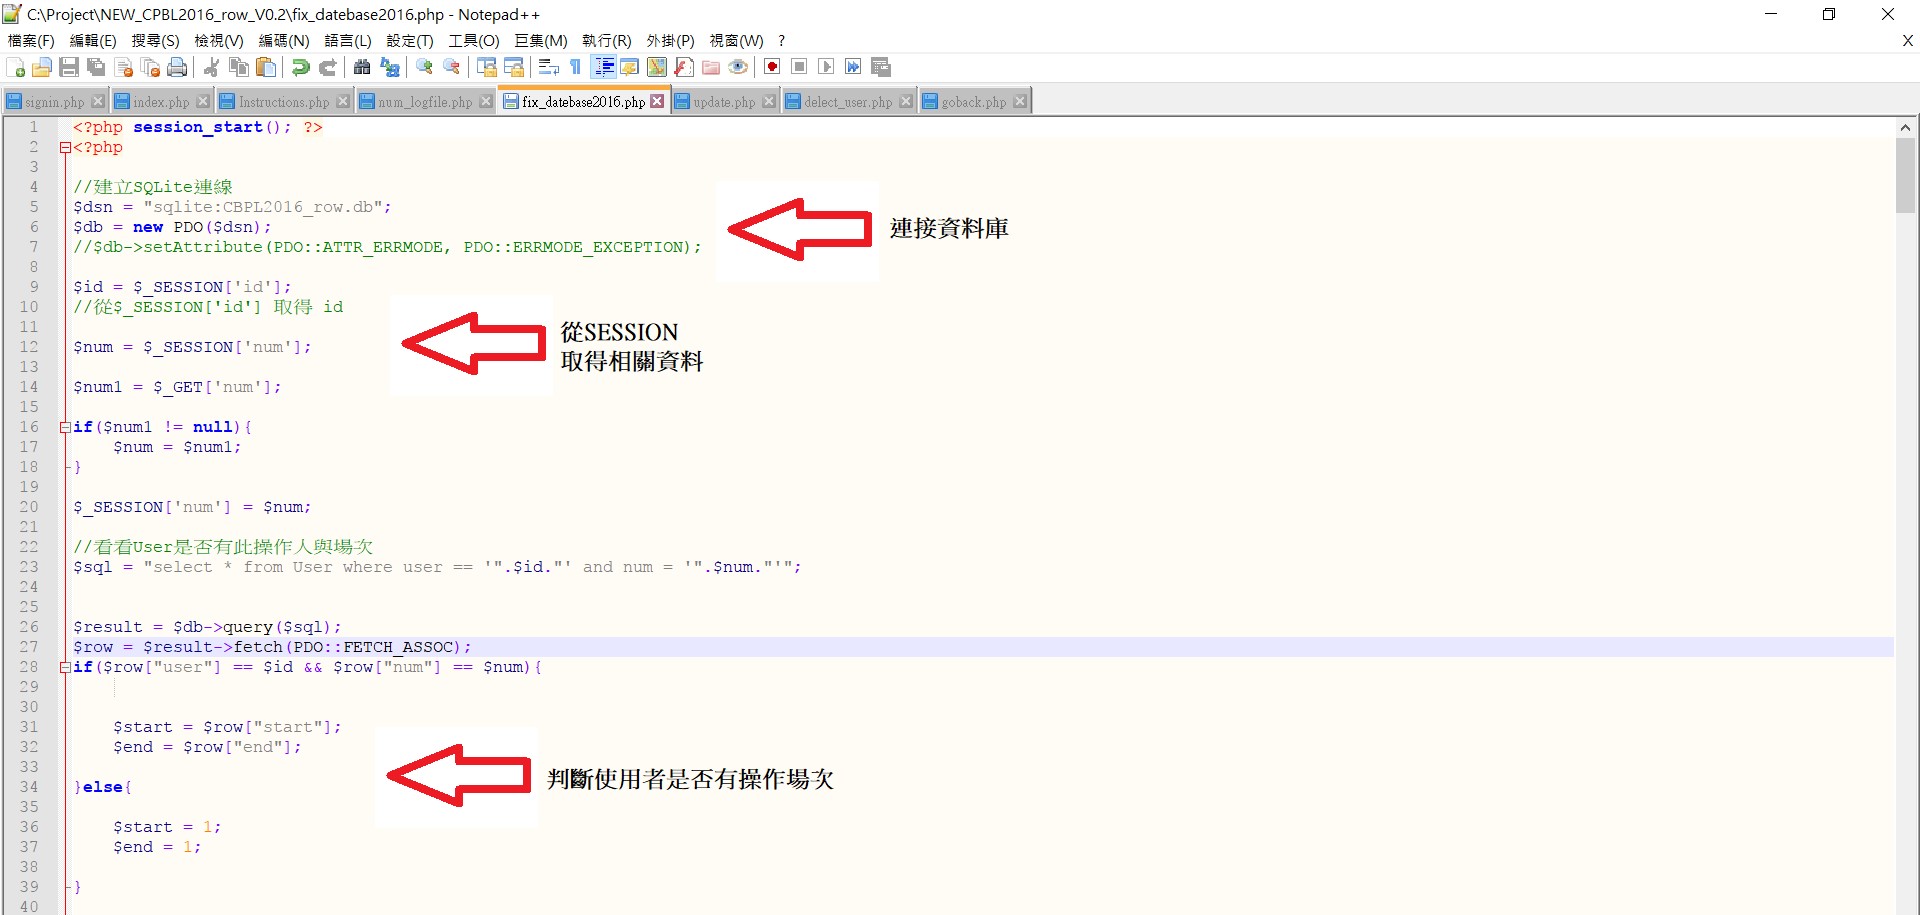 C:\Project\NEW_CPBL2016_row_V0.2\fix_datebase2016.php - Notepad++
檔案(F) 編輯(E) 搜尋(S) 檢視(V) 編碼(N) 語言(L) 設定(T) 工具(O) 巨集(M) 執行(R) 外掛(P) 視窗(W) ? X
signin.php index.php Instructions.php num_logfile.php fix_datebase2016.php update.php delect_user.php goback.php
1 <?php session_start(); ?>
2 <?php
3
4 //建立SQLite連線
5 $dsn = "sqlite:CBPL2016_row.db";
6 $db = new PDO($dsn);
7 //$db->setAttribute(PDO::ATTR_ERRMODE, PDO::ERRMODE_EXCEPTION);
連接資料庫
8
9 $id = $_SESSION['id'];
10 //從$_SESSION['id'] 取得 id
11
12 $num = $_SESSION['num'];
從SESSION
取得相關資料
13
14 $num1 = $_GET['num'];
15
16 if($num1 != null){
17 $num = $num1;
18 }
19
20 $_SESSION['num'] = $num;
21
22 //看看User是否有此操作人與場次
23 $sql = "select * from User where user == '".$id."' and num = '".$num."'";
24
25
26 $result = $db->query($sql);
27 $row = $result->fetch(PDO::FETCH_ASSOC);
28 if($row["user"] == $id && $row["num"] == $num){
29
30
31 $start = $row["start"];
32 $end = $row["end"];
33
判斷使用者是否有操作場次
34 }else{
35
36 $start = 1;
37 $end = 1;
38
39 }
40